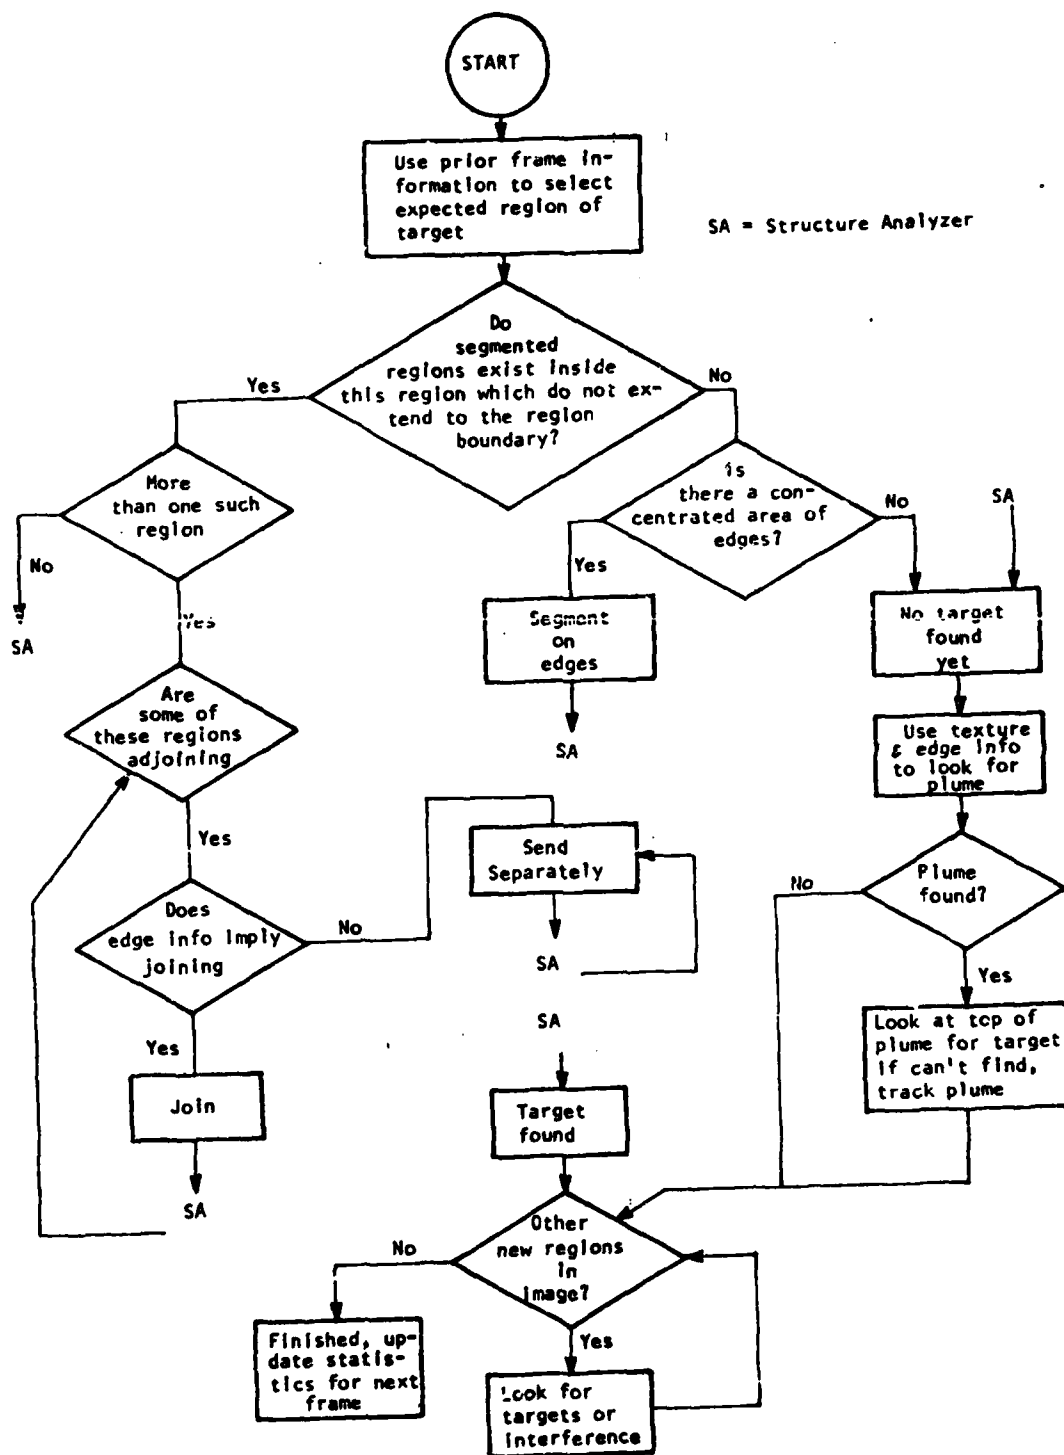 START
Use prior frame in-
formation to select
expected region of
target
SA = Structure Analyzer
Do
segmented
regions exist inside
this region which do not ex-
tend to the region
boundary?
Yes
No
More
than one such
region
is
there a con-
centrated area of
edges?
No
SA
No
Yes
SA
Yes
Segment
on
edges
No target
found
yet
SA
Are
some of
these regions
adjoining
Use texture
& edge info
to look for
plume
Yes
Send
Separately
No
Plume
found?
Does
edge info imply
joining
No
SA
Yes
SA
Yes
Look at top of
plume for target
if can't find,
track plume
Join
Target
found
SA
Other
new regions
in
image?
No
Yes
Finished, up-
date statis-
tics for next
frame
Look for
targets or
interference